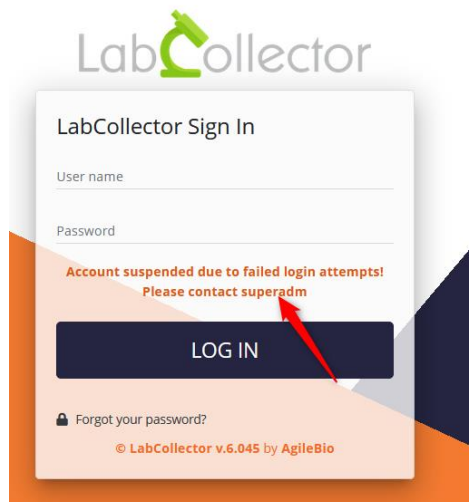 LabCollector
LabCollector Sign In
User name
Password
Account suspended due to failed login attempts!
Please contact superadm
LOG IN
Forgot your password?
© LabCollector v.6.045 by AgileBio